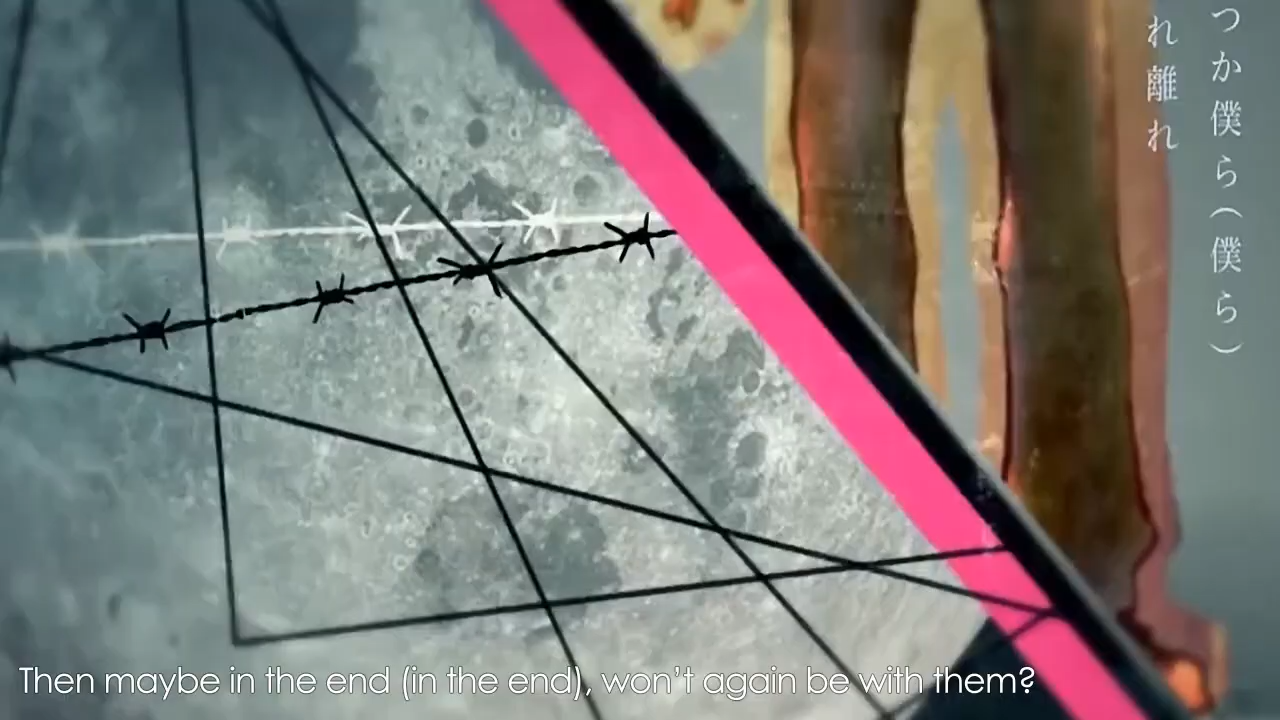 つか僕ら(僕ら)
れ離れ
Then maybe in the end (in the end), won't again be with them?